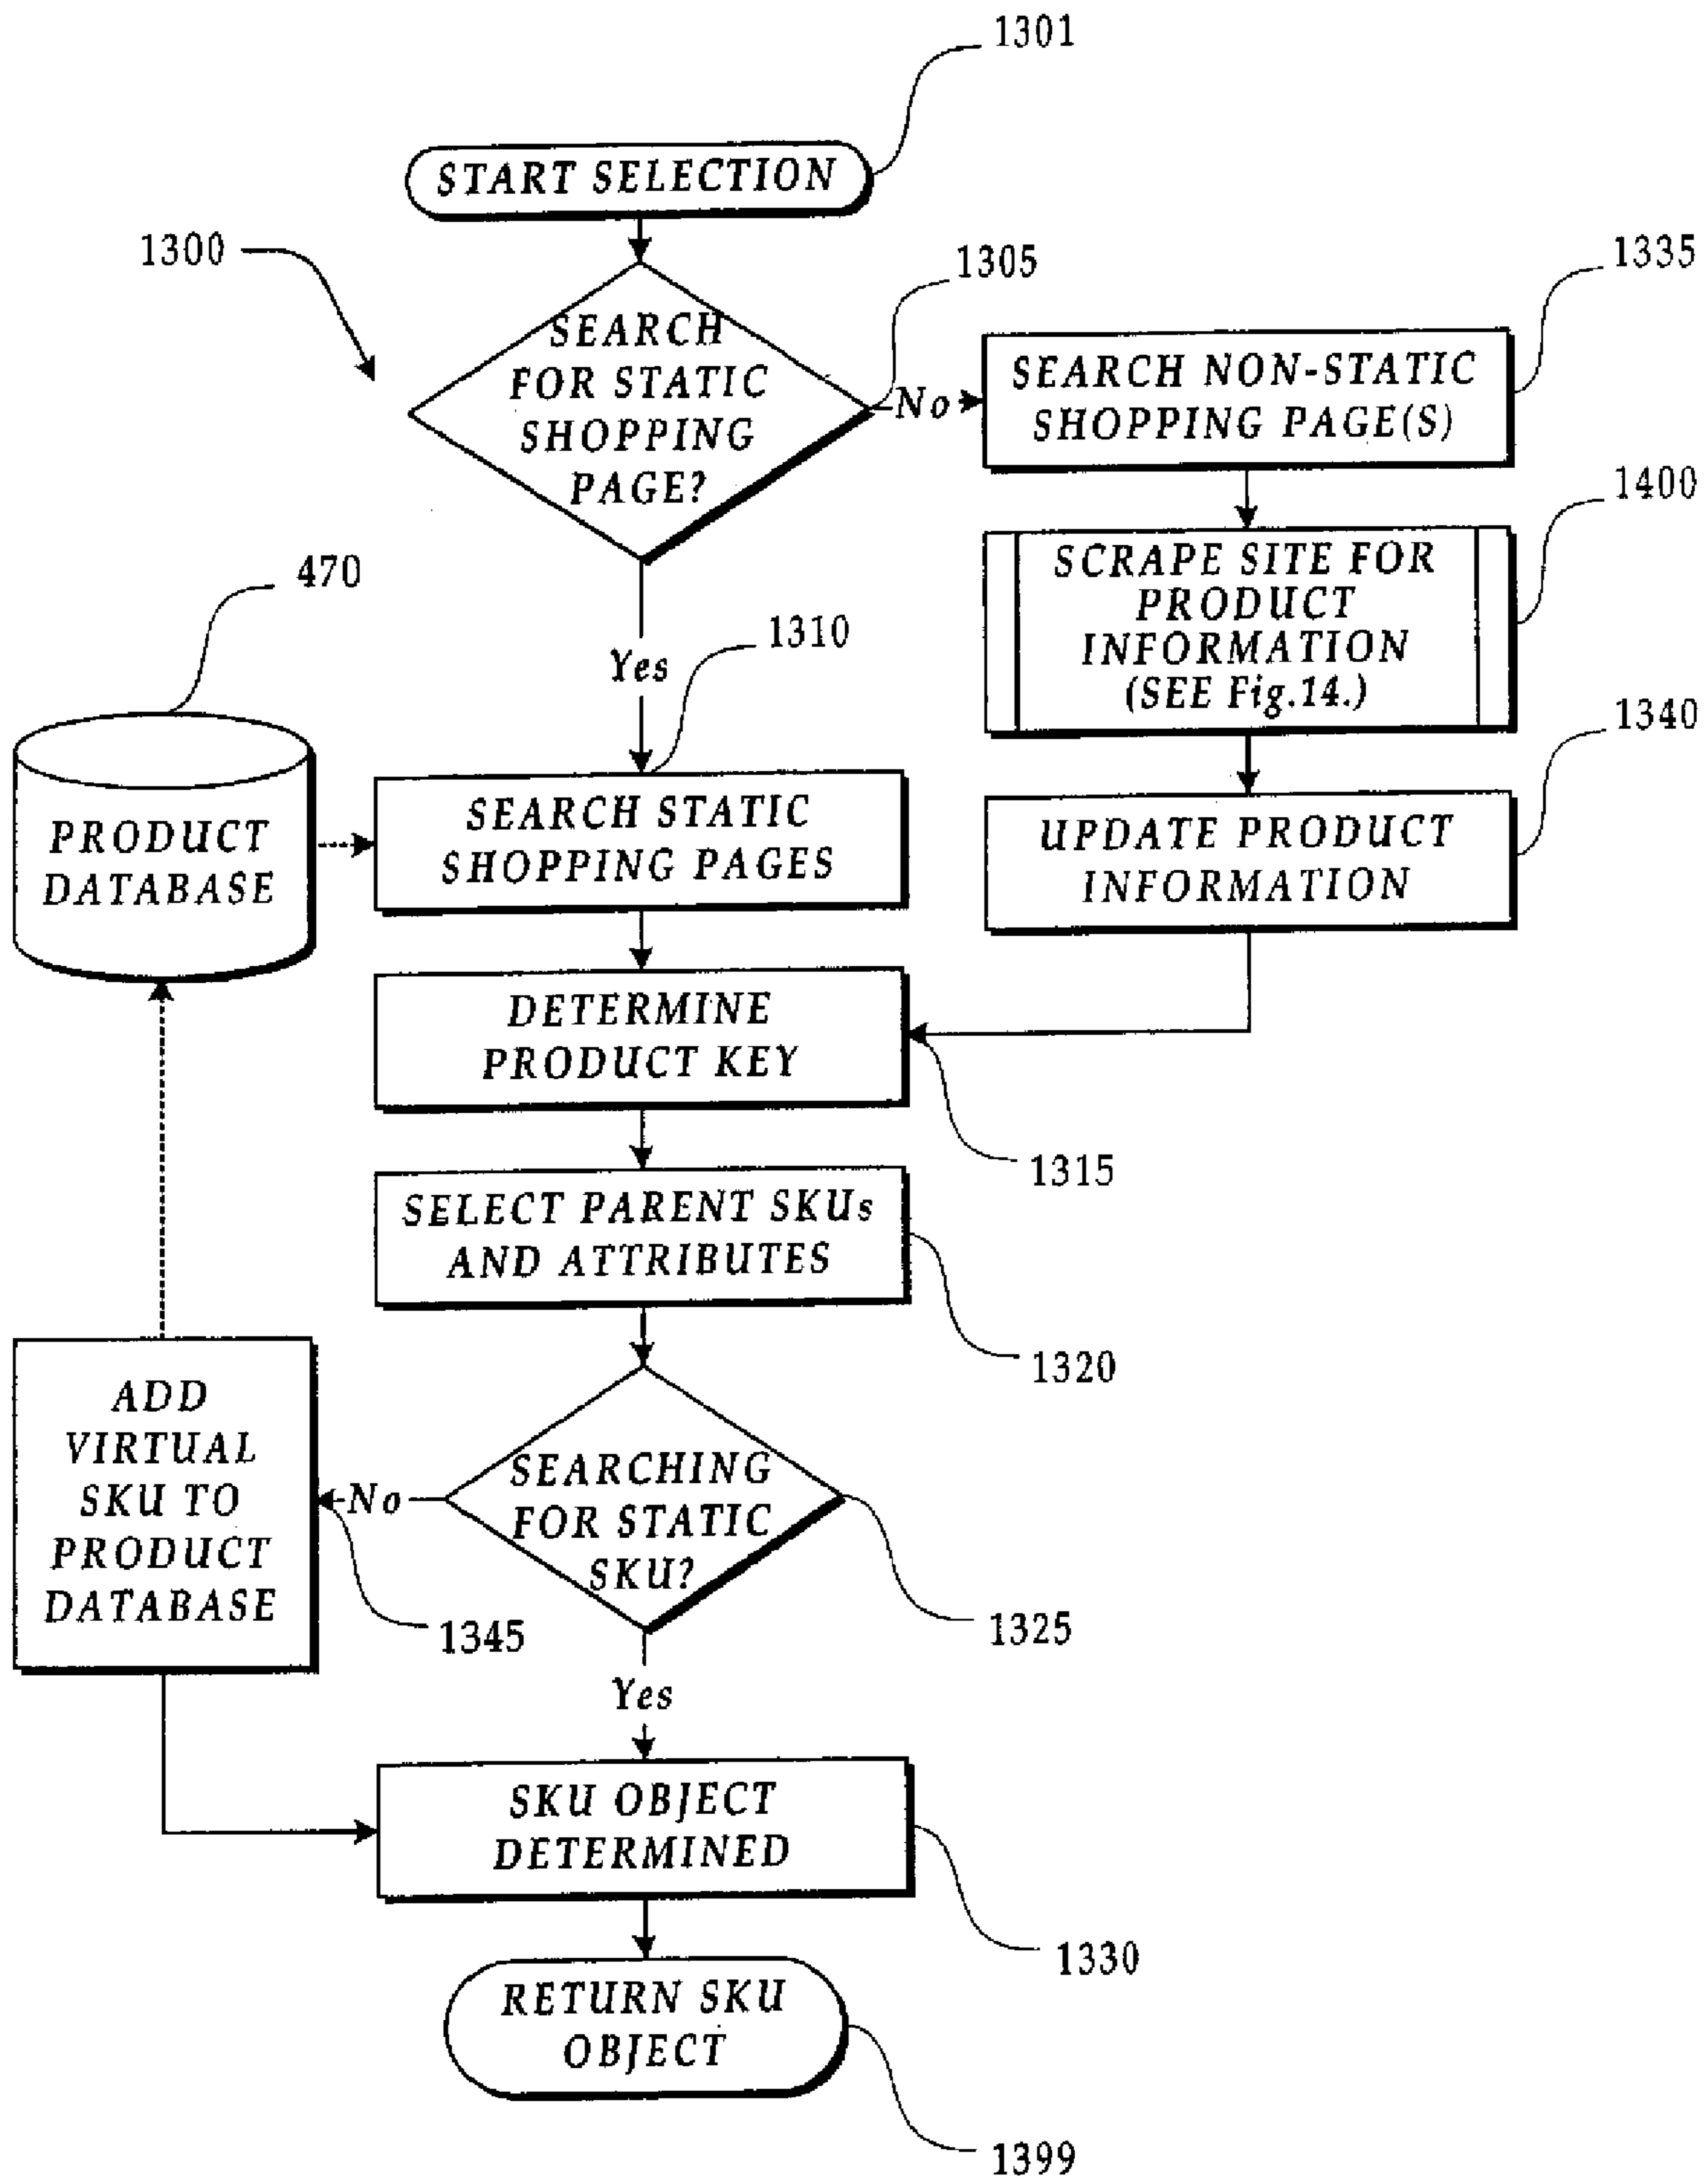 1301
START SELECTION
1300
1305
SEARCH
FOR STATIC
SHOPPING
PAGE?
No
1335
SEARCH NON-STATIC
SHOPPING PAGE(S)
1400
SCRAPE SITE FOR
PRODUCT
INFORMATION
(SEE Fig.14.)
470
Yes
1310
1340
PRODUCT
DATABASE
SEARCH STATIC
SHOPPING PAGES
UPDATE PRODUCT
INFORMATION
DETERMINE
PRODUCT KEY
1315
SELECT PARENT SKUs
AND ATTRIBUTES
1320
ADD
VIRTUAL
SKU TO
PRODUCT
DATABASE
No
1345
SEARCHING
FOR STATIC
SKU?
1325
Yes
SKU OBJECT
DETERMINED
1330
RETURN SKU
OBJECT
1399